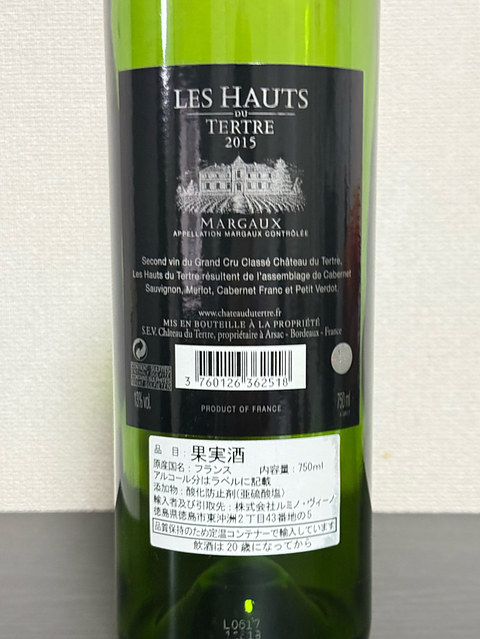 LES HAUTS
DU
TERTRE
2015
MARGAUX
APPELLATION MARGAUX CONTRÔLÉE
Second vin du Grand Cru Classé Château du Tertre,
Les Hauts du Tertre résultent de l'assemblage de Cabernet
Sauvignon, Merlot, Cabernet Franc et Petit Verdot.
www.chateaudutertre.fr
MIS EN BOUTEILLE À LA PROPRIÉTÉ
S.E.V. Château du Tertre, propriétaire à Arsac - Bordeaux - France
3 760126 362518
13% vol.
750 ml
PRODUCT OF FRANCE
品 目:果実酒
原産国名:フランス 内容量:750ml
アルコール分はラベルに記載
添加物:酸化防止剤(亜硫酸塩)
輸入者及び引取先:株式会社ルミノ・ヴィーノ
徳島県徳島市東沖洲2丁目43番地の5
品質保持のため定温コンテナーで輸入しています
飲酒は20歳になってから
L0617